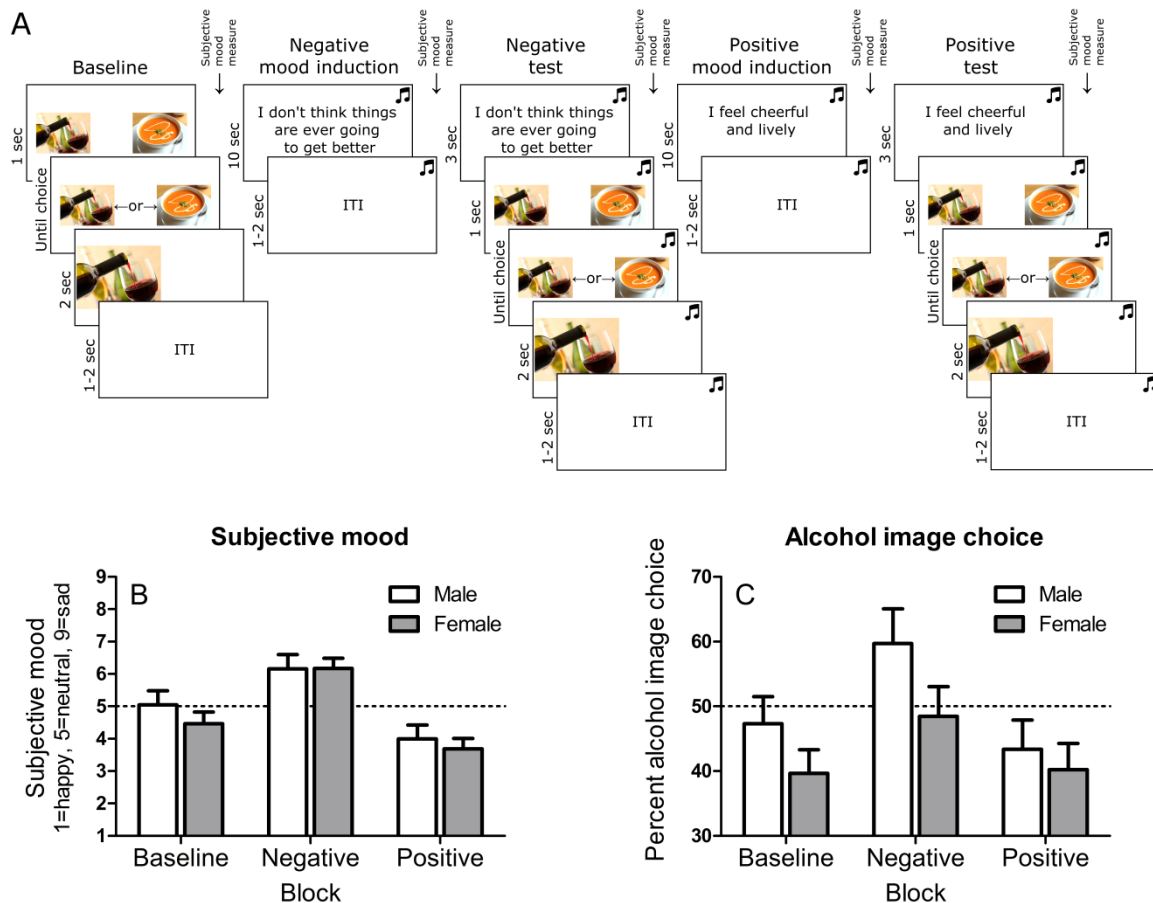 A
Baseline
Subjective
mood
measure
Negative
mood induction
Subjective
mood
measure
Negative
test
Subjective
mood
measure
Positive
mood induction
Subjective
mood
measure
Positive
test
Subjective
mood
measure
1 sec
Until choice
←or→
2 sec
1-2 sec
ITI
10 sec
I don't think things
are ever going
to get better
1-2 sec
ITI
3 sec
I don't think things
are ever going
to get better
1 sec
Until choice
←or→
2 sec
1-2 sec
ITI
10 sec
I feel cheerful
and lively
1-2 sec
ITI
3 sec
I feel cheerful
and lively
1 sec
Until choice
←or→
2 sec
1-2 sec
ITI
Subjective mood
B
Male
Female
Subjective mood
1=happy, 5=neutral, 9=sad
9
8
7
6
5
4
3
2
1
Baseline Negative Positive
Block
Alcohol image choice
C
Male
Female
Percent alcohol image choice
70
60
50
40
30
Baseline Negative Positive
Block